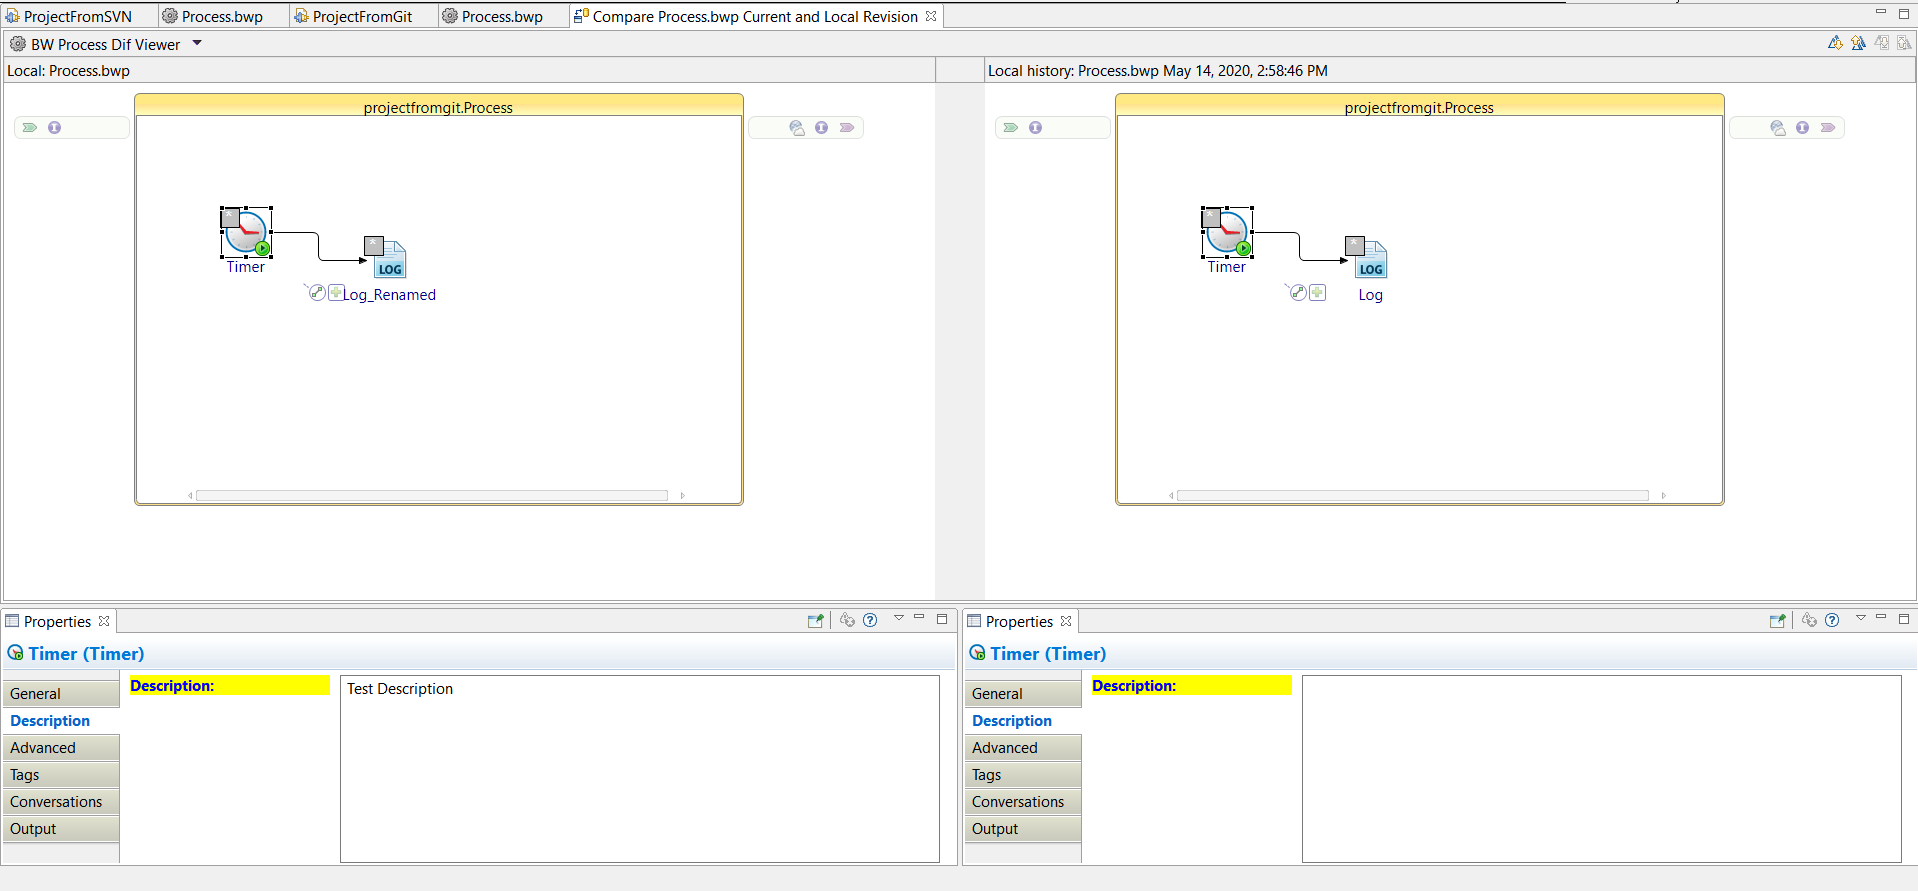 ProjectFromSVN
Process.bwp
ProjectFromGit
Process.bwp
Compare Process.bwp Current and Local Revision
BW Process Dif Viewer
Local: Process.bwp
Local history: Process.bwp May 14, 2020, 2:58:46 PM
projectfromgit.Process
Timer
LOG
Log_Renamed
projectfromgit.Process
Timer
LOG
Log
Properties
Timer (Timer)
General
Description
Advanced
Tags
Conversations
Output
Description:
Test Description
Properties
Timer (Timer)
General
Description
Advanced
Tags
Conversations
Output
Description: